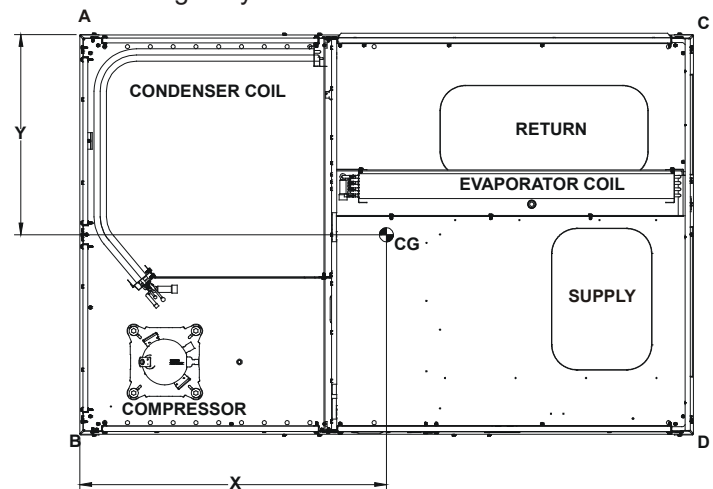 A
C
CONDENSER COIL
Y
RETURN
EVAPORATOR COIL
CG
SUPPLY
COMPRESSOR
B
D
X